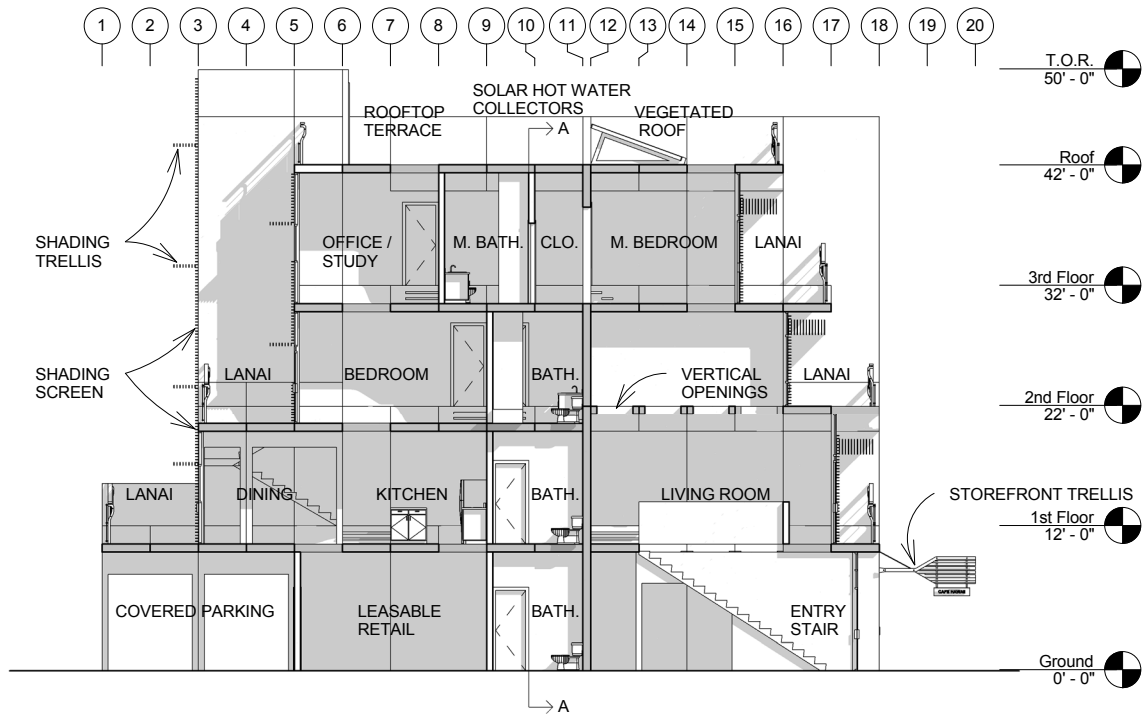 1 2 3 4 5 6 7 8 9 10 11 12 13 14 15 16 17 18 19 20
T.O.R.
50' - 0"
SOLAR HOT WATER
COLLECTORS
ROOFTOP
TERRACE
VEGETATED
ROOF
A
Roof
42' - 0"
SHADING
TRELLIS
OFFICE /
STUDY
M. BATH.
CLO.
M. BEDROOM
LANAI
3rd Floor
32' - 0"
SHADING
SCREEN
LANAI
BEDROOM
BATH.
VERTICAL
OPENINGS
LANAI
2nd Floor
22' - 0"
LANAI
DINING
KITCHEN
BATH.
LIVING ROOM
STOREFRONT TRELLIS
1st Floor
12' - 0"
CAFE HAWAII
COVERED PARKING
LEASABLE
RETAIL
BATH.
ENTRY
STAIR
Ground
0' - 0"
A